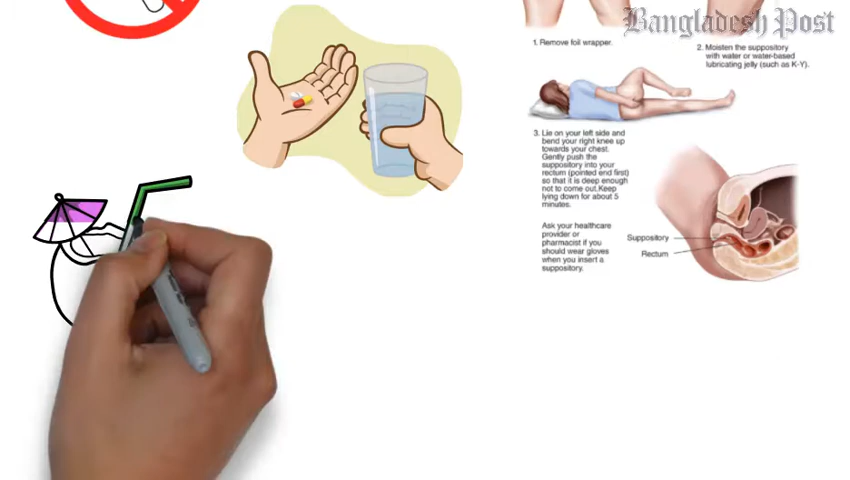 Bangladesh Post
1. Remove foil wrapper.
2. Moisten the suppository
with water or water-based
lubricating jelly (such as K-Y).
3. Lie on your left side and
bend your right knee up
towards your chest.
Gently push the
suppository into your
rectum (pointed end first)
so that it is deep enough
not to come out.Keep
lying down for about 5
minutes.
Ask your healthcare
provider or
pharmacist if you
should wear gloves
when you insert a
suppository.
Suppository
Rectum